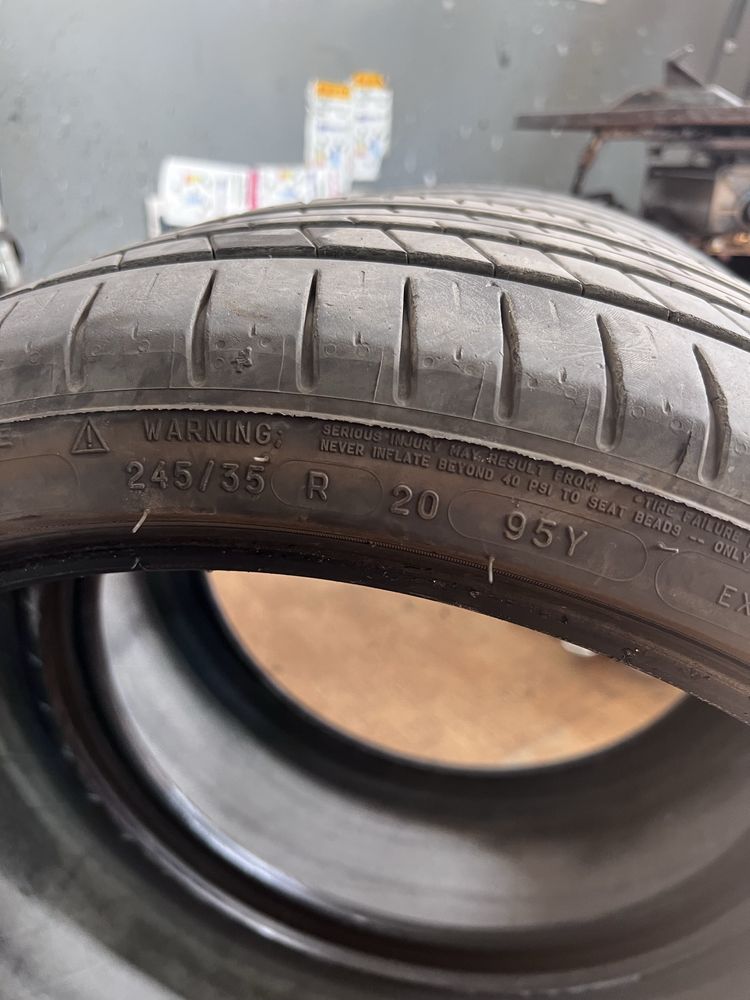 WARNING:
SERIOUS INJURY MAY RESULT FROM: •TIRE FAILURE
NEVER INFLATE BEYOND 40 PSI TO SEAT BEADS -- ONLY
245/35 R 20 95Y
EX